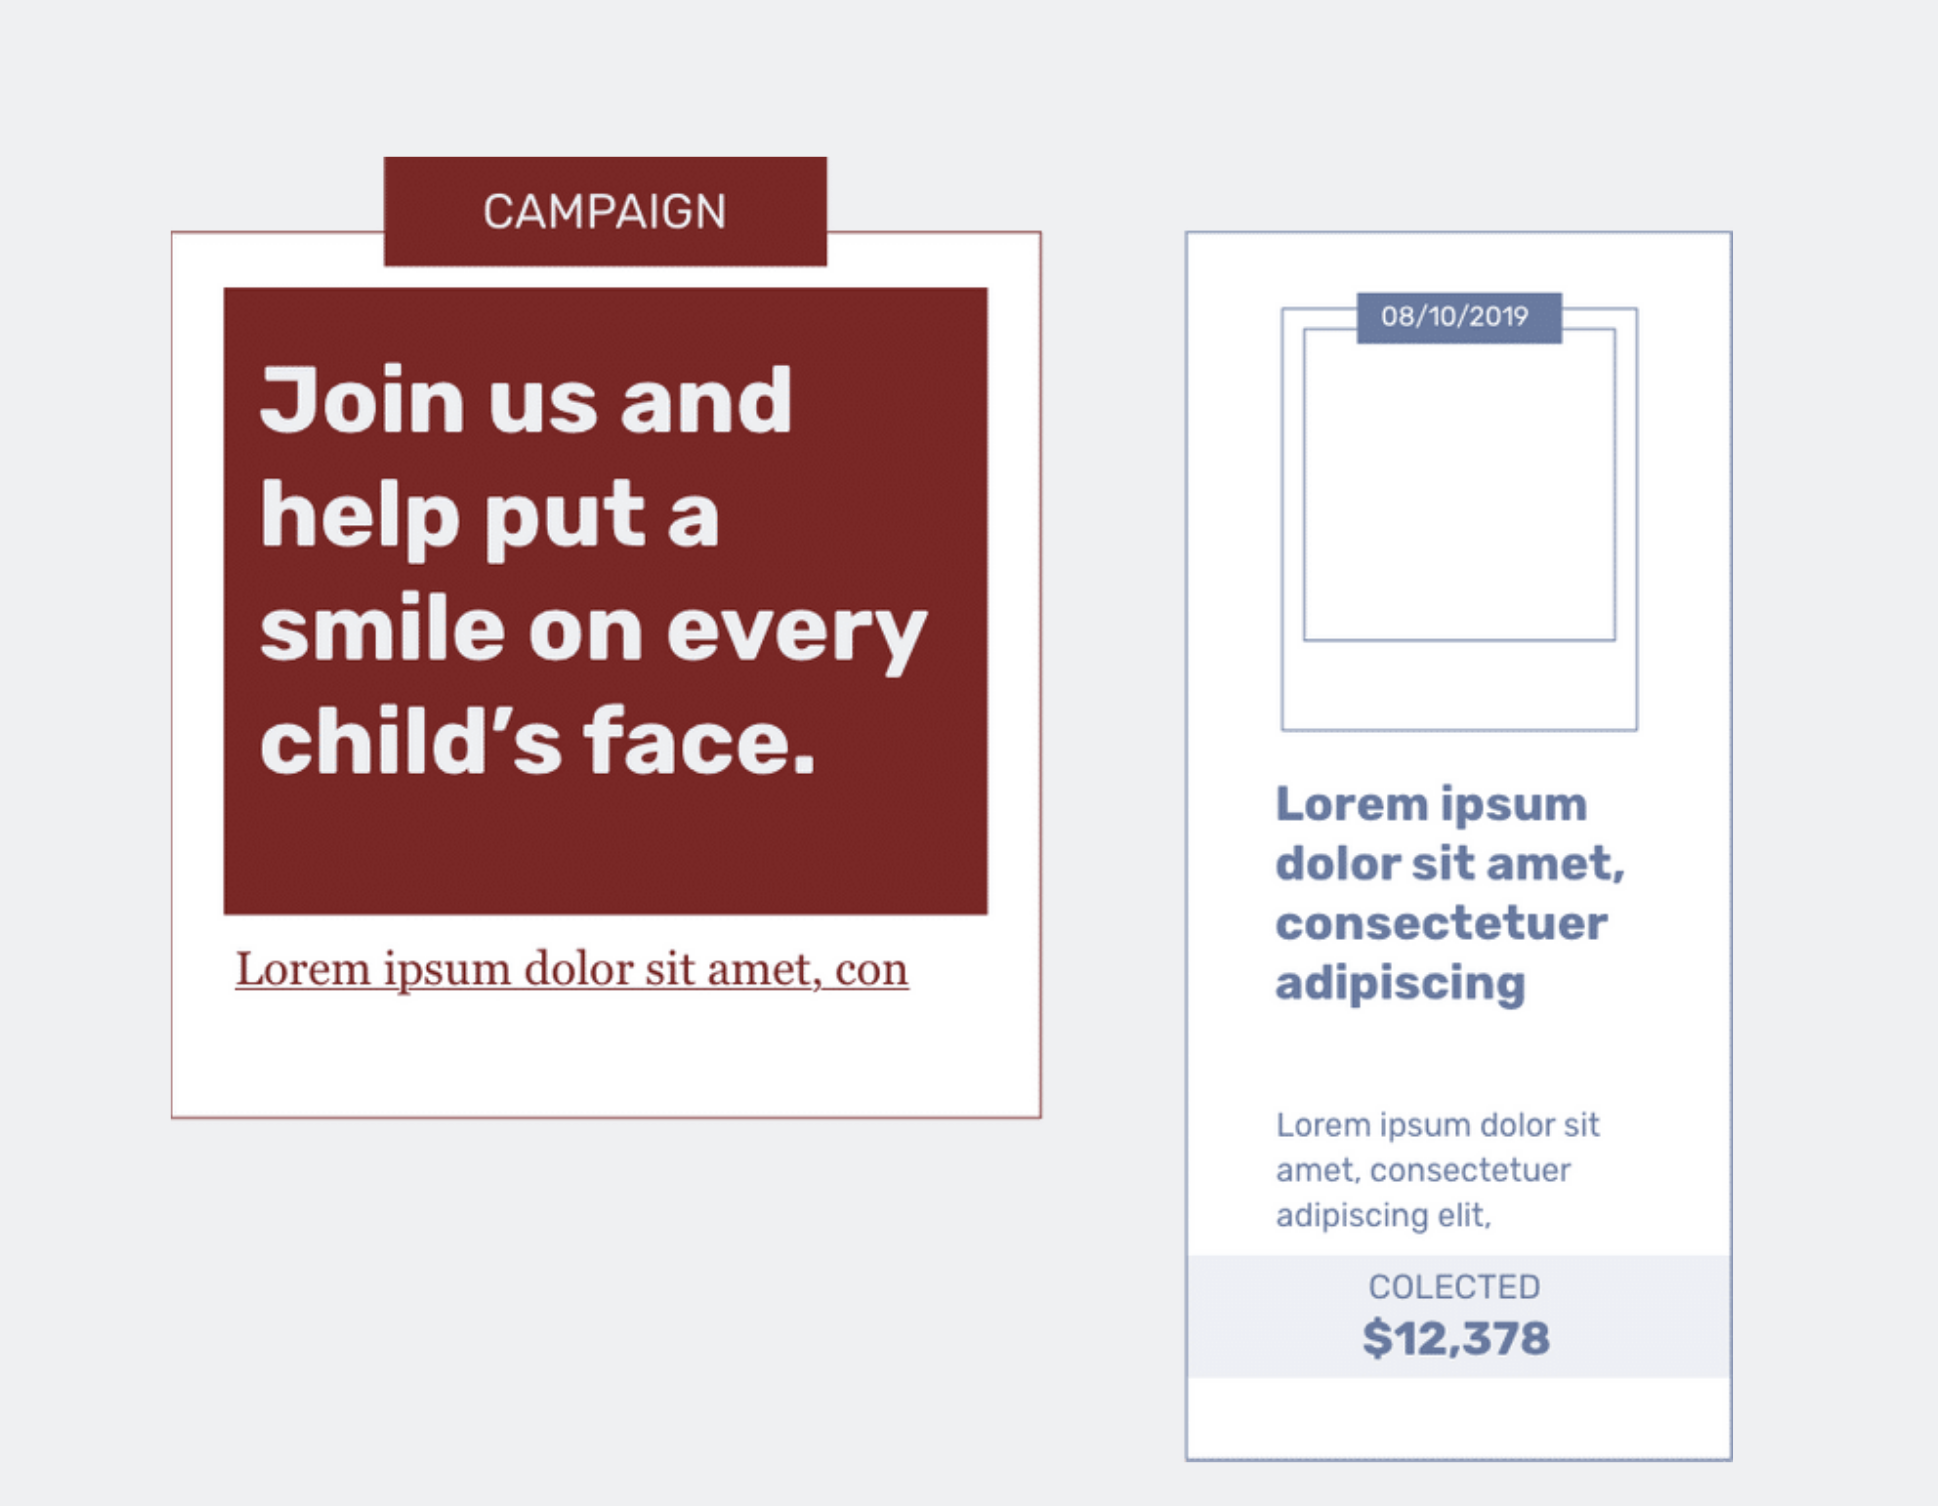 CAMPAIGN
Join us and
help put a
smile on every
child’s face.
Lorem ipsum dolor sit amet, con
08/10/2019
Lorem ipsum
dolor sit amet,
consectetuer
adipiscing
Lorem ipsum dolor sit
amet, consectetuer
adipiscing elit,
COLECTED
$12,378